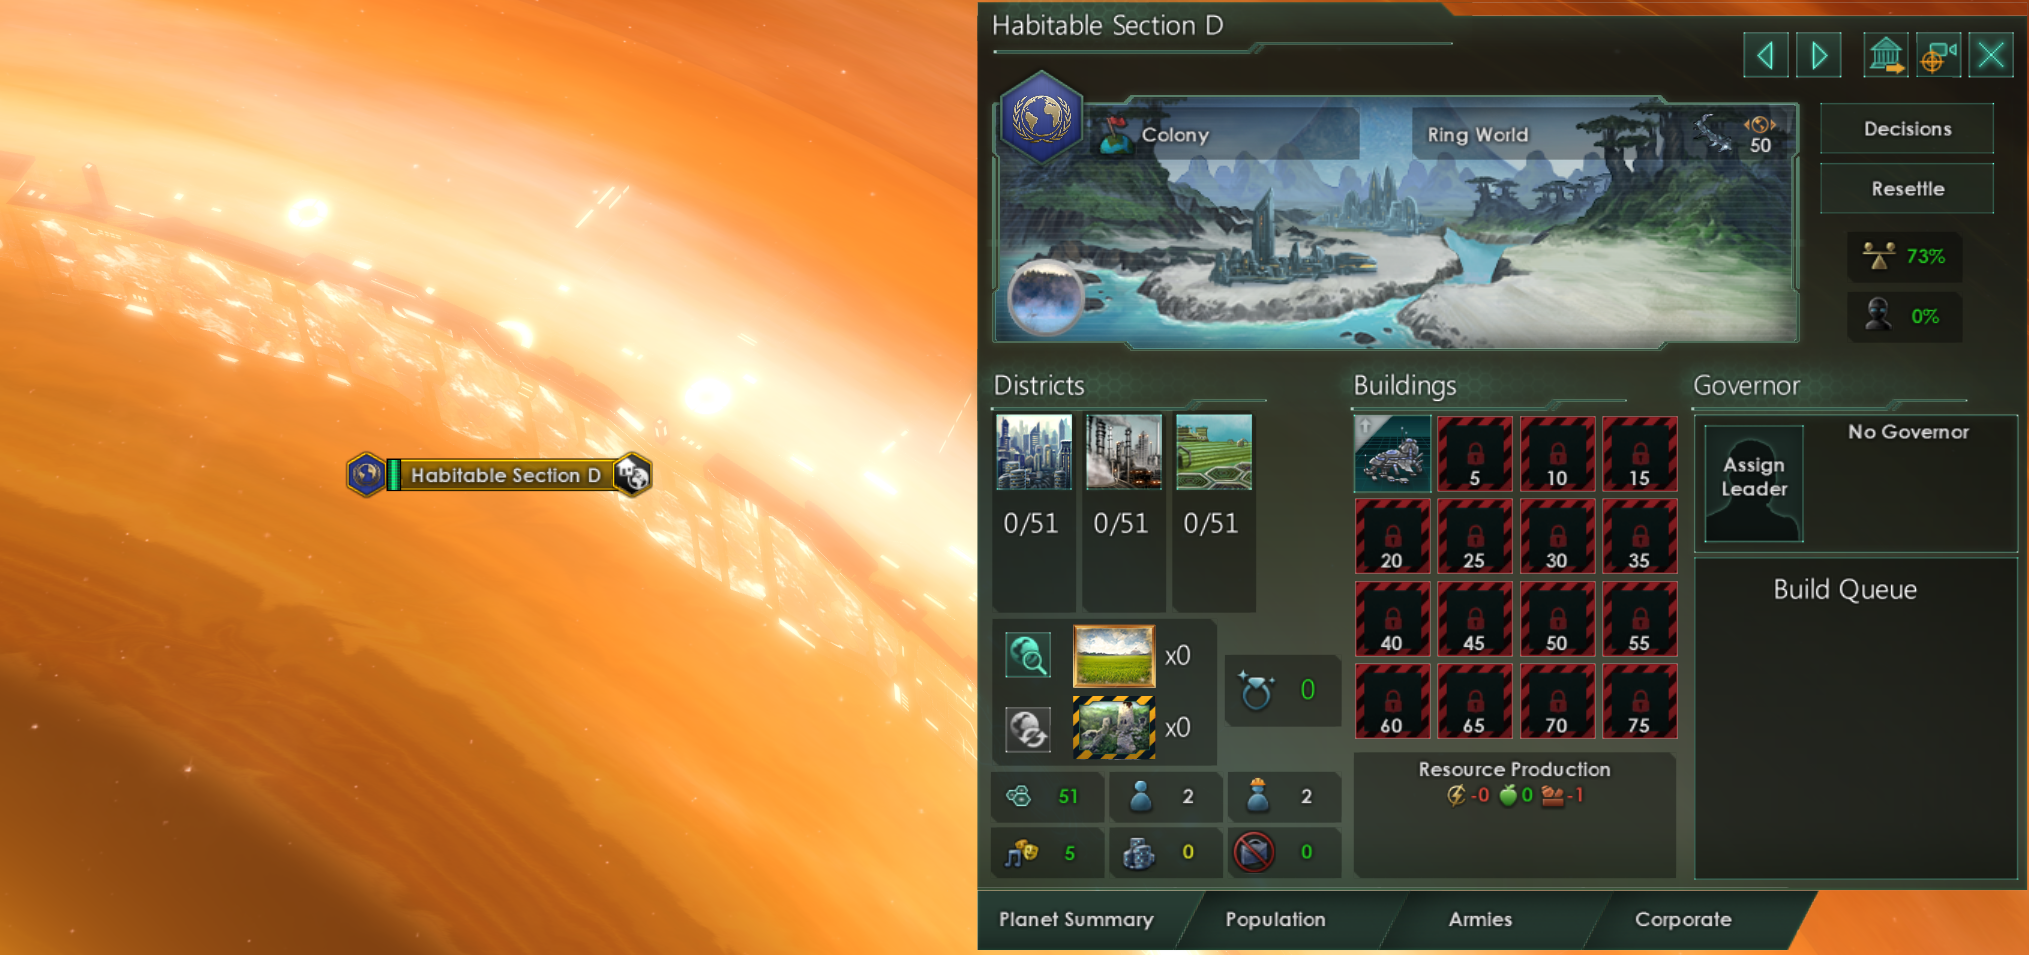 Habitable Section D
Habitable Section D
Colony
Ring World
50
Decisions
Resettle
73%
0%
Districts
0/51
0/51
0/51
x0
x0
0
51
2
2
5
0
0
Buildings
5
10
15
20
25
30
35
40
45
50
55
60
65
70
75
Resource Production
-0 0 -1
Governor
No Governor
Assign
Leader
Build Queue
Planet Summary
Population
Armies
Corporate